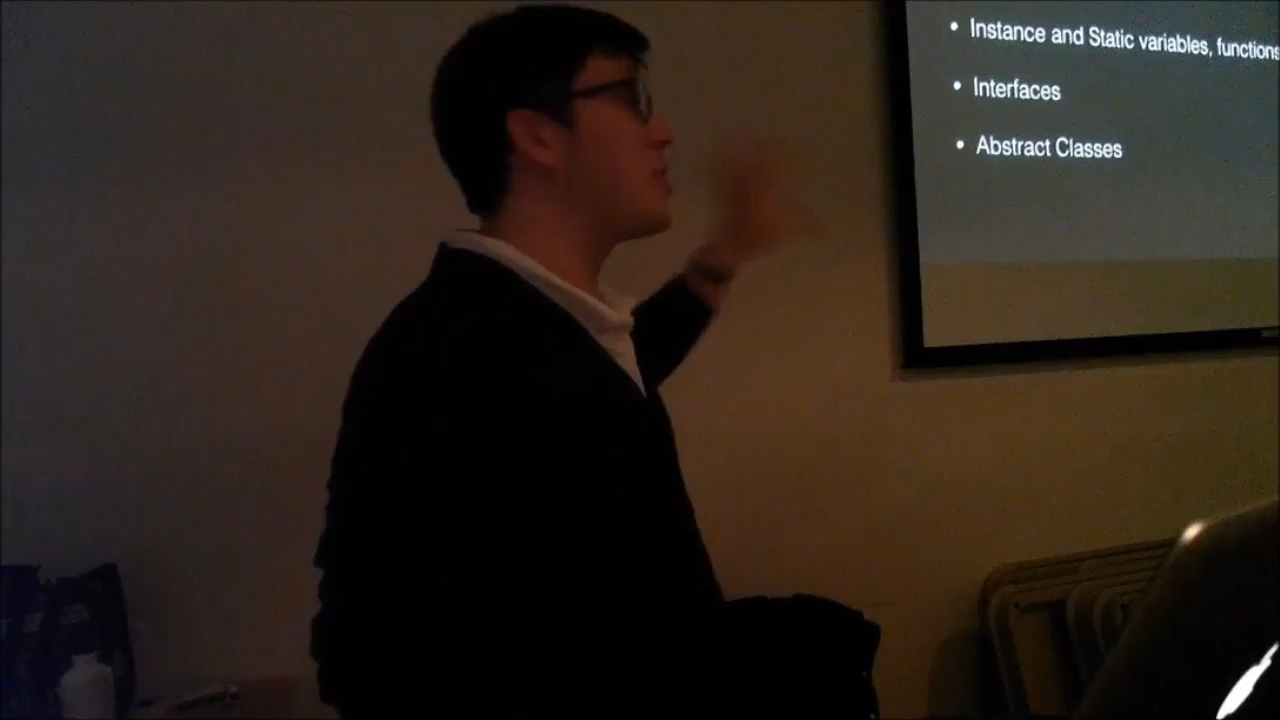 • Instance and Static variables, functions
• Interfaces
• Abstract Classes